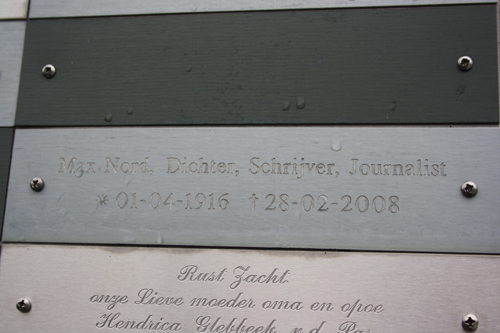 Max Nord, Dichter, Schrijver, Journalist
* 01-04-1916 † 28-02-2008
Rust Zacht
onze Lieve moeder oma en opoe
Hendrica Glebbeek v.d.